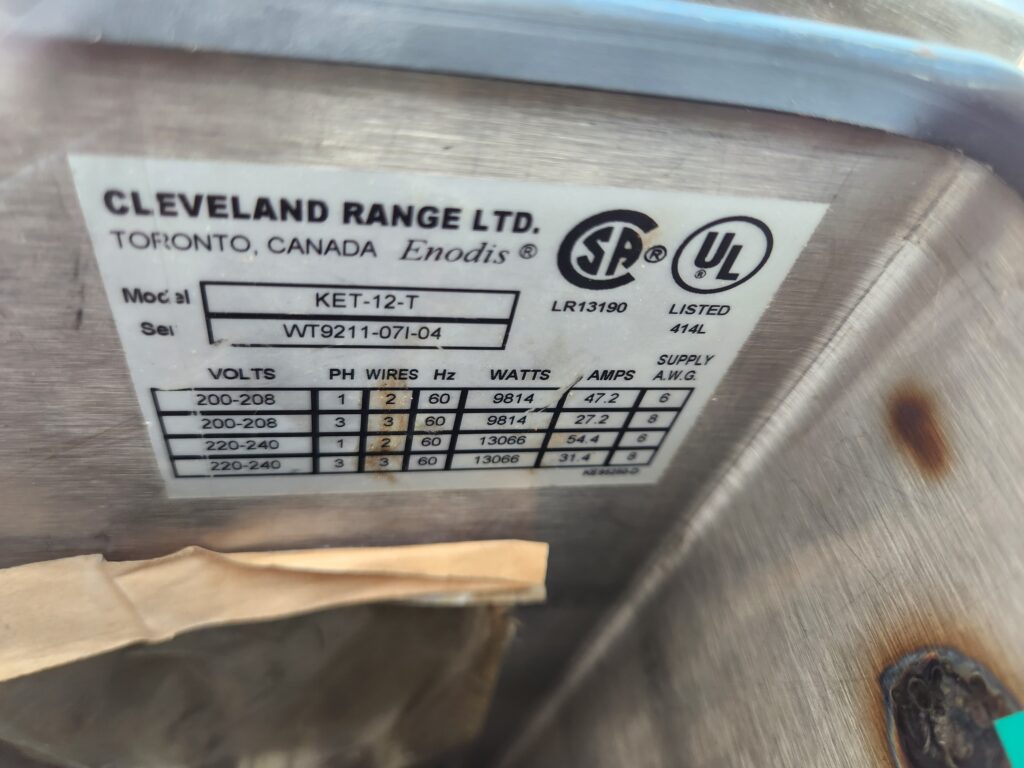 CLEVELAND RANGE LTD.
TORONTO, CANADA Enodis ®
SA ®
UL ®
LR13190
LISTED
414L
Model KET-12-T
Ser WT9211-07I-04
VOLTS PH WIRES Hz WATTS AMPS SUPPLY A.W.G.
200-208 1 2 60 9814 47.2 6
200-208 3 3 60 9814 27.2 8
220-240 1 2 60 13066 54.4 6
220-240 3 3 60 13066 31.4 8